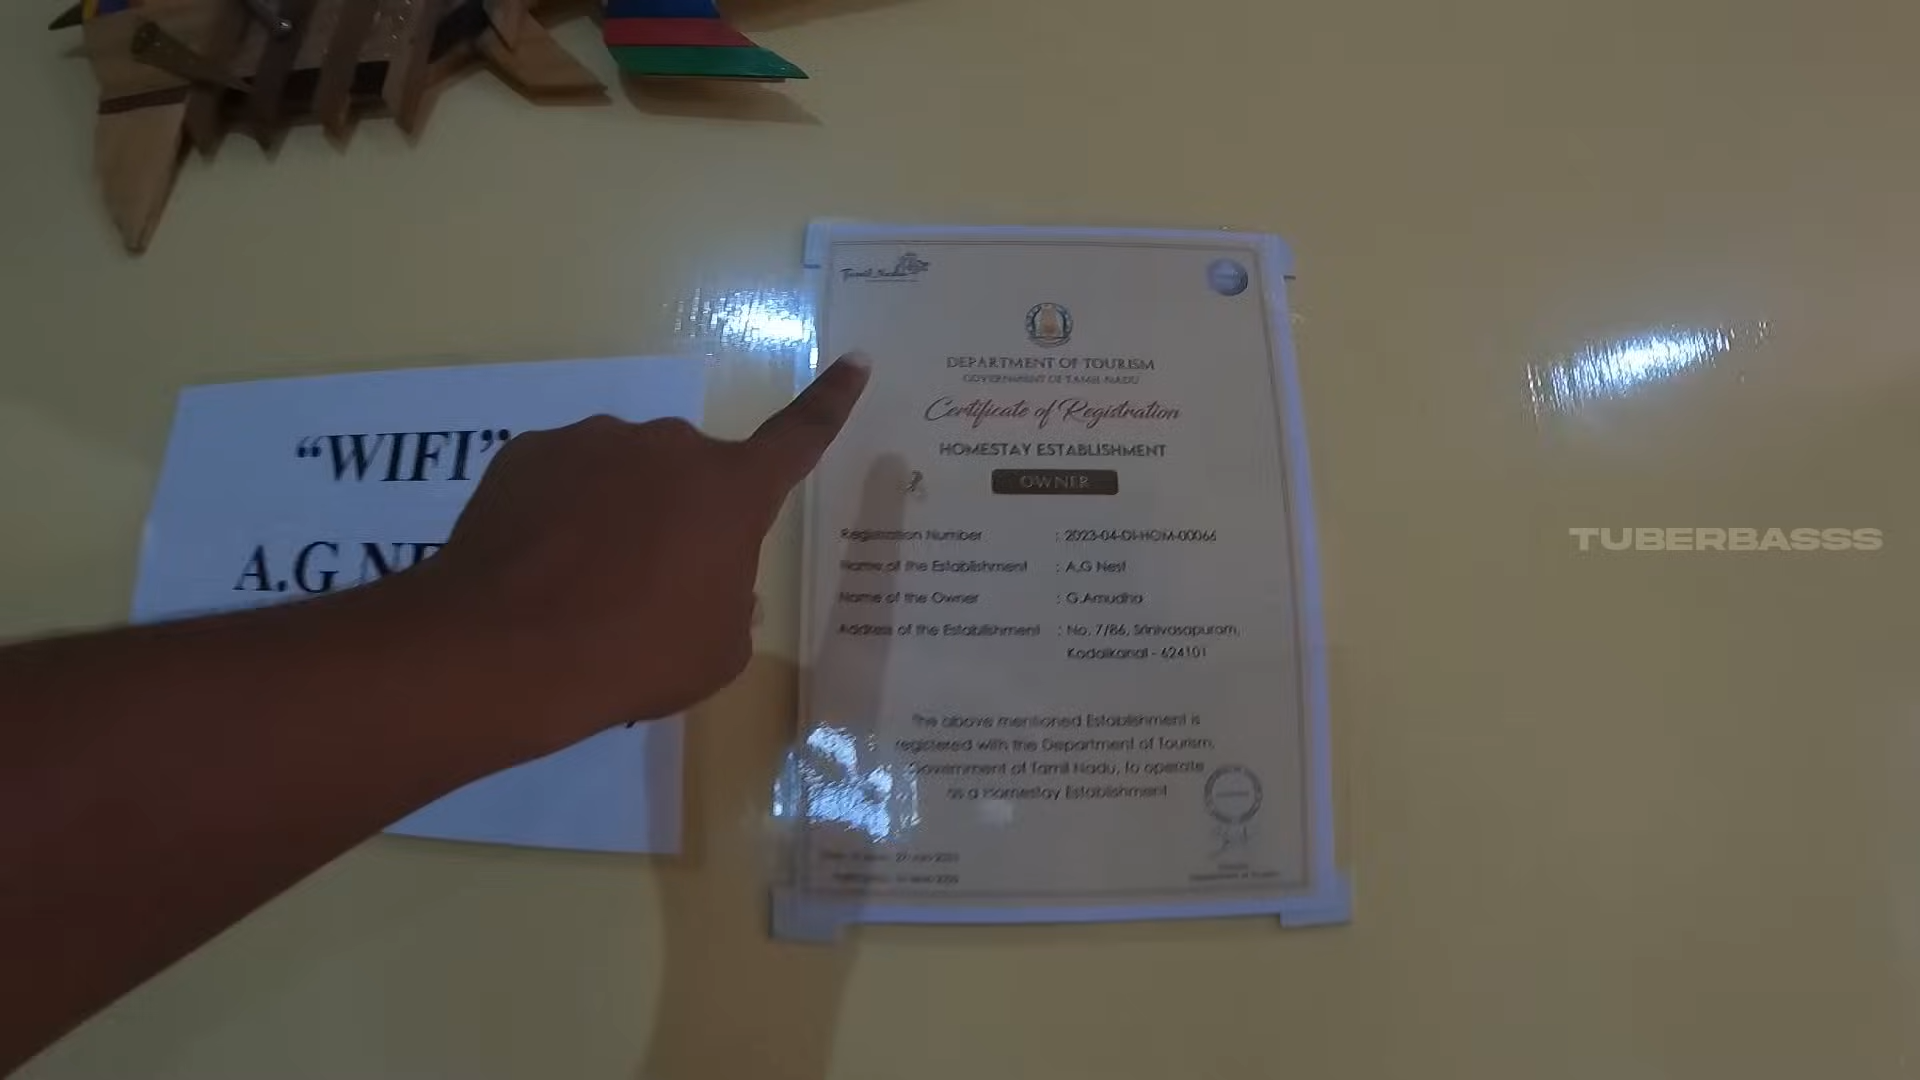 “WIFI”
A.G
Tamil Nadu
DEPARTMENT OF TOURISM
GOVERNMENT OF TAMIL NADU
Certificate of Registration
HOMESTAY ESTABLISHMENT
OWNER
Registration Number : 2023-04-DI-HOM-00066
Name of the Establishment : A.G Nest
Name of the Owner : G.Amudha
Address of the Establishment : No. 7/86, Srinivasapuram,
Kodaikanal - 624101
The above mentioned Establishment is
registered with the Department of Tourism,
Government of Tamil Nadu, to operate
as a Homestay Establishment
TUBERBASSS